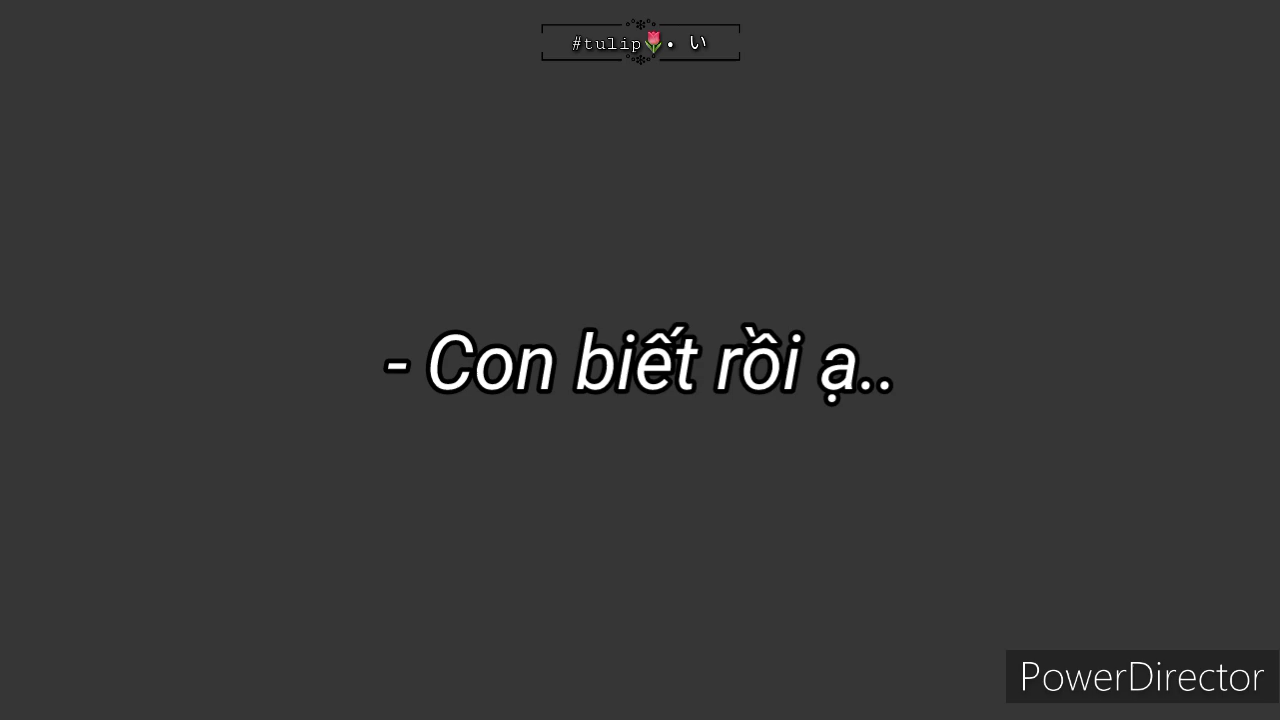 #tulip🌷• い
- Con biết rồi ạ..
PowerDirector